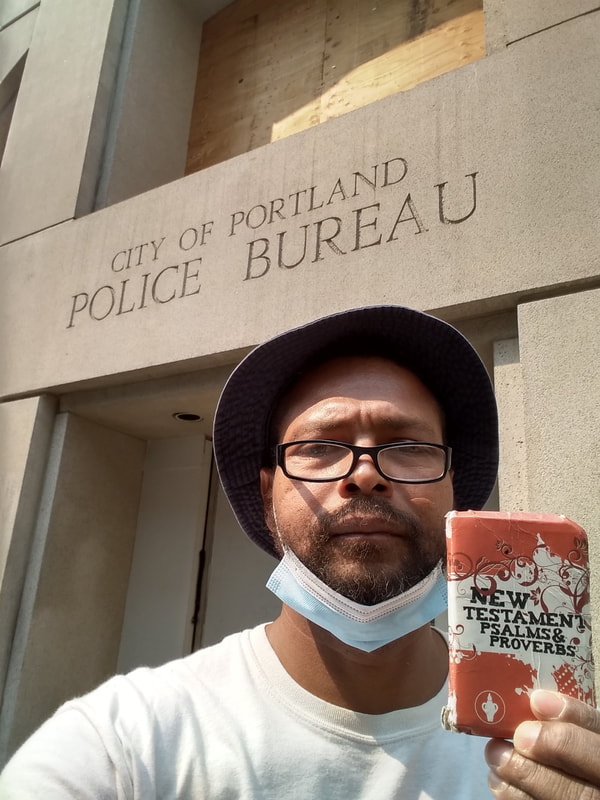 CITY OF PORTLAND
POLICE BUREAU
NEW
TESTAMENT
PSALMS &
PROVERBS